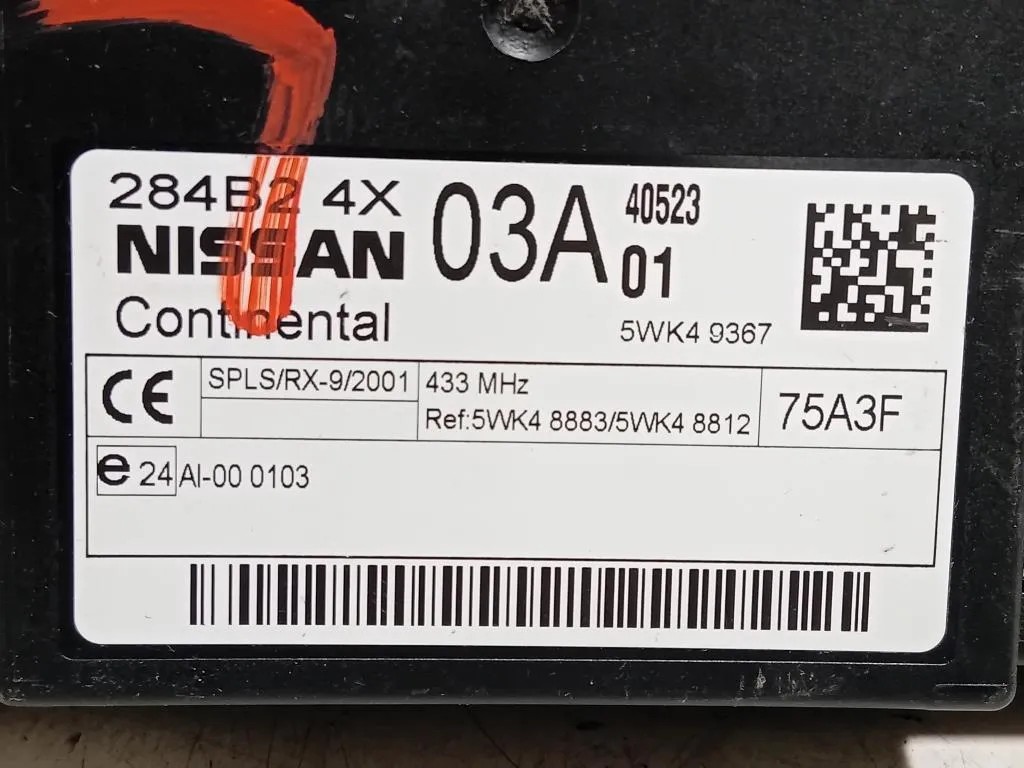 284B2 4X 03A 40523
NISSAN 01
Continental 5WK4 9367
CE SPLS/RX-9/2001 433 MHz 75A3F
Ref:5WK4 8883/5WK4 8812
e 24 AI-00 0103